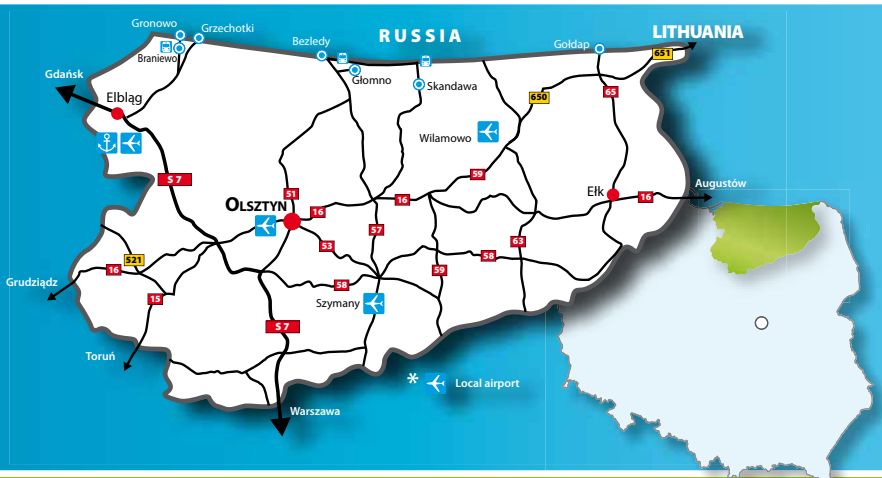 Gronowo
Grzechotki
RUSSIA
LITHUANIA
Bezledy
Gołdap
Braniewo
651
Gdańsk
Głomno
Skandawa
65
Elbląg
650
Wilamowo
59
S 7
Ełk
Augustów
51
16
OLSZTYN
16
16
57
53
63
521
16
58
59
58
Grudziądz
15
Szymany
S 7
Toruń
* Local airport
Warszawa